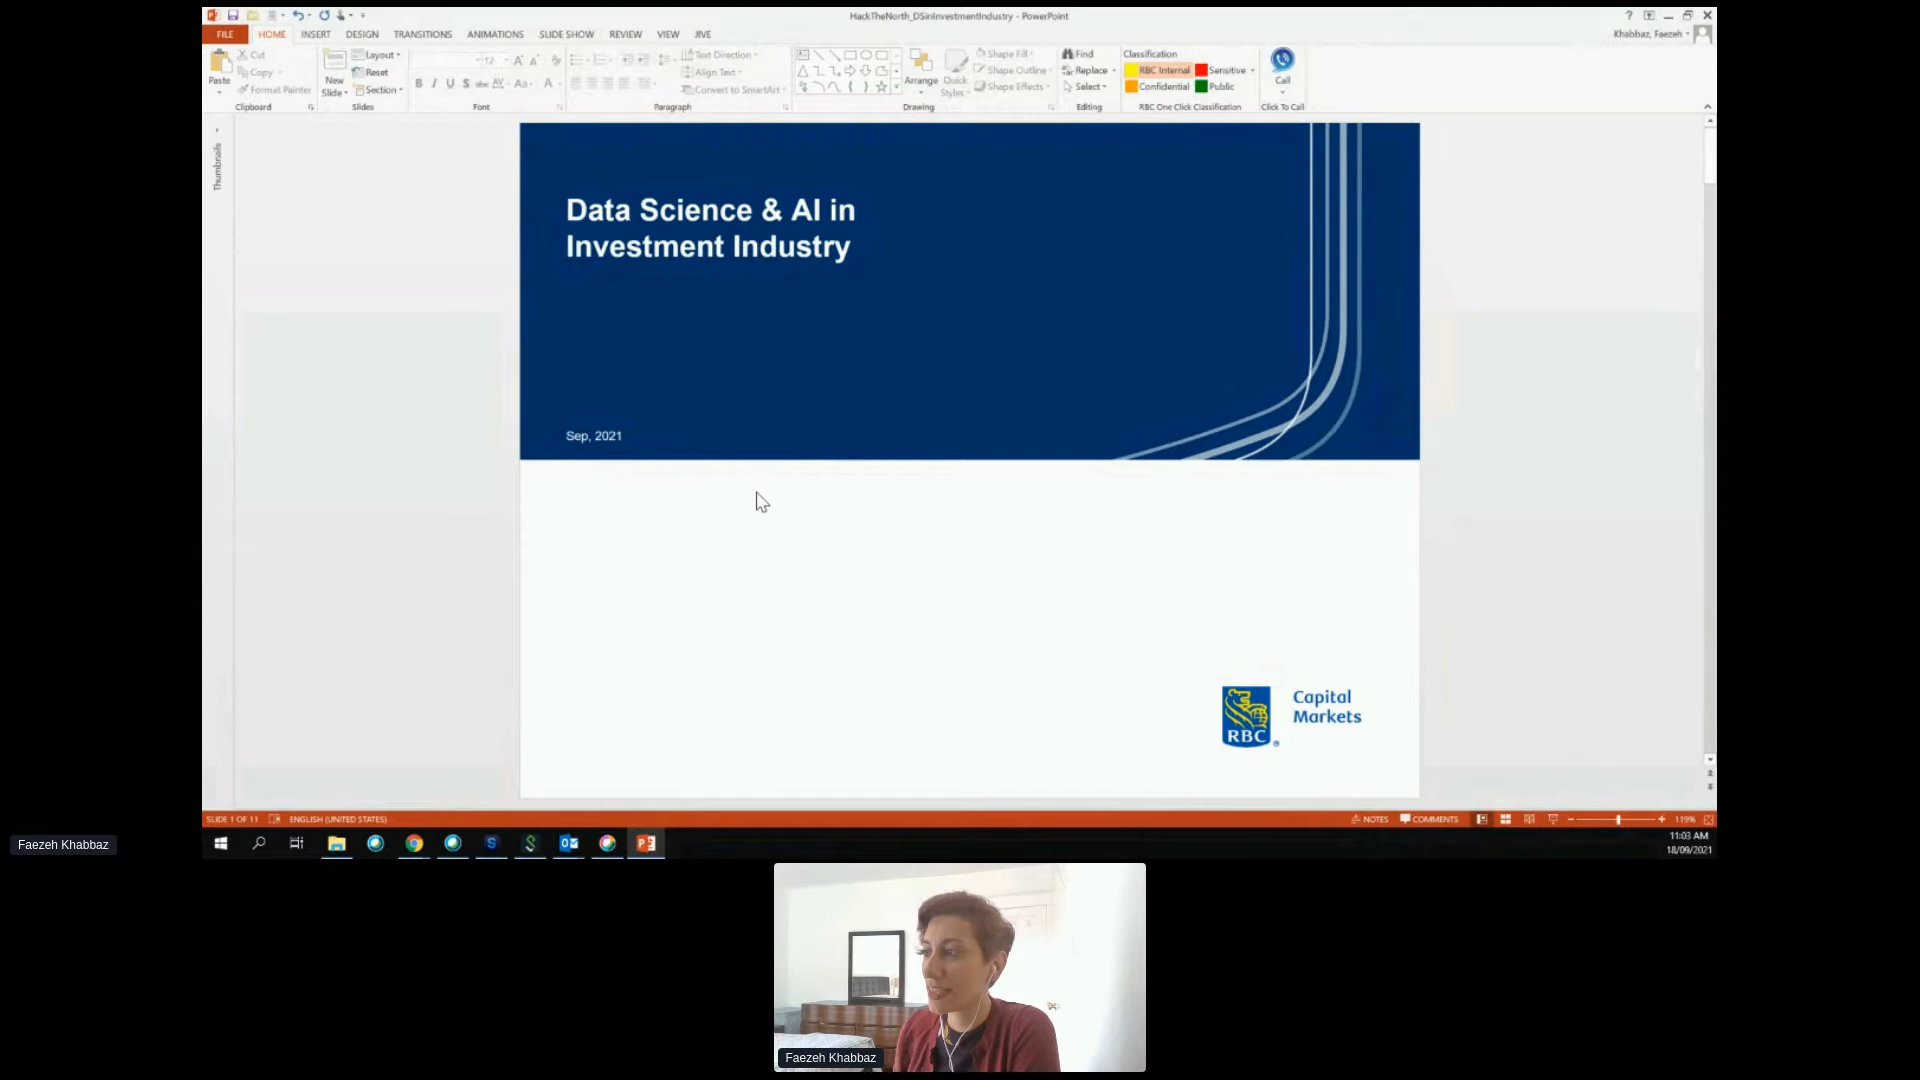 HackTheNorth_DSinInvestmentIndustry - PowerPoint
FILE HOME INSERT DESIGN TRANSITIONS ANIMATIONS SLIDE SHOW REVIEW VIEW JIVE
Khabbaz, Faezeh
Paste
Cut
Copy
Format Painter
Clipboard
New Slide
Layout
Reset
Section
Slides
12
Font
Text Direction
Align Text
Convert to SmartArt
Paragraph
Arrange
Quick Styles
Shape Fill
Shape Outline
Shape Effects
Drawing
Find
Replace
Select
Editing
Classification
RBC Internal Sensitive
Confidential Public
RBC One Click Classification
Call
Click To Call
Thumbnails
Data Science & AI in
Investment Industry
Sep, 2021
RBC
Capital
Markets
SLIDE 1 OF 11 ENGLISH (UNITED STATES) NOTES COMMENTS 119%
11:03 AM
18/09/2021
Faezeh Khabbaz
Faezeh Khabbaz